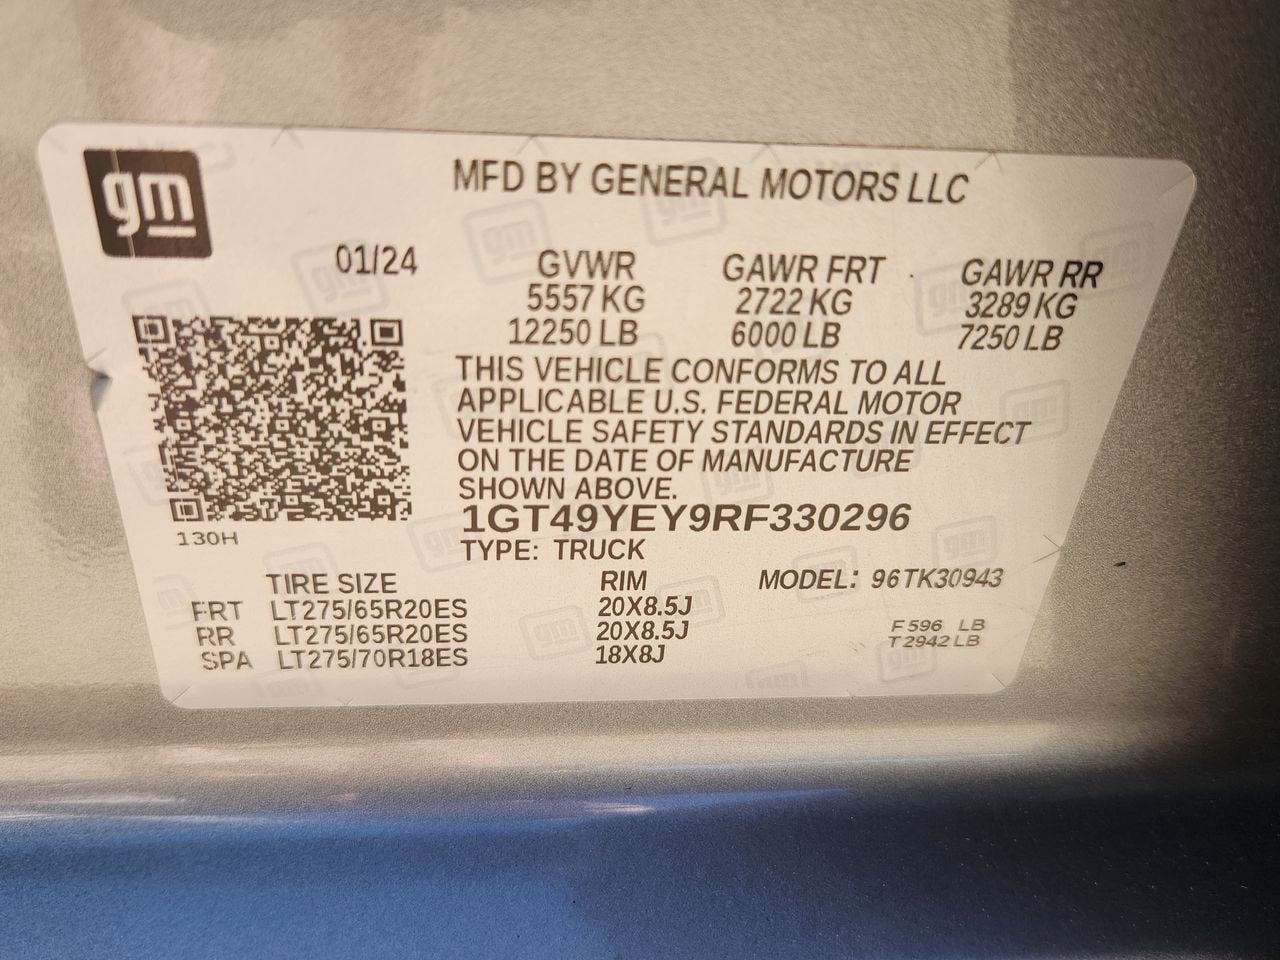 gm
MFD BY GENERAL MOTORS LLC
01/24 GVWR GAWR FRT GAWR RR
5557 KG 2722 KG 3289 KG
12250 LB 6000 LB 7250 LB
THIS VEHICLE CONFORMS TO ALL
APPLICABLE U.S. FEDERAL MOTOR
VEHICLE SAFETY STANDARDS IN EFFECT
ON THE DATE OF MANUFACTURE
SHOWN ABOVE.
1GT49YEY9RF330296
130H
TYPE: TRUCK
TIRE SIZE RIM MODEL: 96TK30943
FRT LT275/65R20ES 20X8.5J
RR LT275/65R20ES 20X8.5J
SPA LT275/70R18ES 18X8J
F 596 LB
T 2942 LB